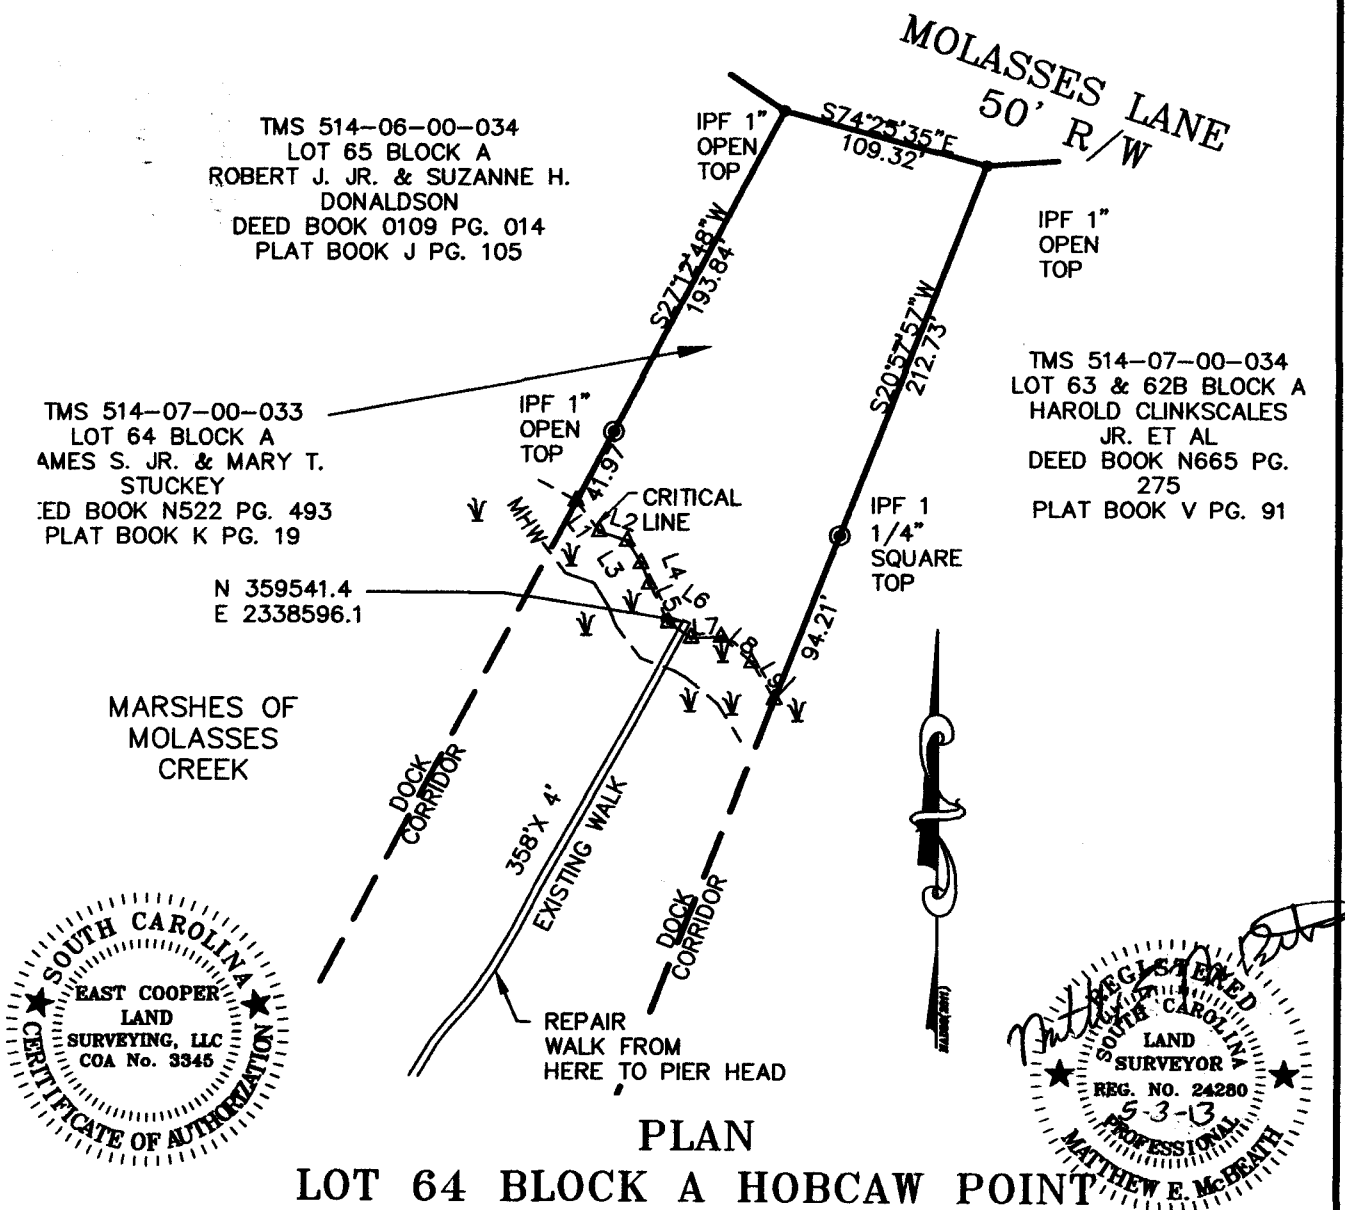 MOLASSES LANE
50' R/W
S74°25'35"E
109.32'
IPF 1"
OPEN
TOP
TMS 514-06-00-034
LOT 65 BLOCK A
ROBERT J. JR. & SUZANNE H.
DONALDSON
DEED BOOK 0109 PG. 014
PLAT BOOK J PG. 105
IPF 1"
OPEN
TOP
S27°12'48"W
193.84'
S20°57'57"W
212.73'
TMS 514-07-00-034
LOT 63 & 62B BLOCK A
HAROLD CLINKSCALES
JR. ET AL
DEED BOOK N665 PG.
275
PLAT BOOK V PG. 91
TMS 514-07-00-033
LOT 64 BLOCK A
AMES S. JR. & MARY T.
STUCKEY
ED BOOK N522 PG. 493
PLAT BOOK K PG. 19
IPF 1"
OPEN
TOP
41.97'
CRITICAL
LINE
MHW
L1
L2
L3
L4
L5
L6
L7
L8
L9
IPF 1
1/4"
SQUARE
TOP
94.21'
N 359541.4
E 2338596.1
MARSHES OF
MOLASSES
CREEK
DOCK
CORRIDOR
358'X 4'
EXISTING WALK
DOCK
CORRIDOR
REPAIR
WALK FROM
HERE TO PIER HEAD
SOUTH CAROLINA
EAST COOPER
LAND
SURVEYING, LLC
COA No. 3345
CERTIFICATE OF AUTHORIZATION
REGISTERED
SOUTH CAROLINA
LAND
SURVEYOR
REG. NO. 24280
5-3-13
PROFESSIONAL
MATTHEW E. McBEATH
PLAN
LOT 64 BLOCK A HOBCAW POINT